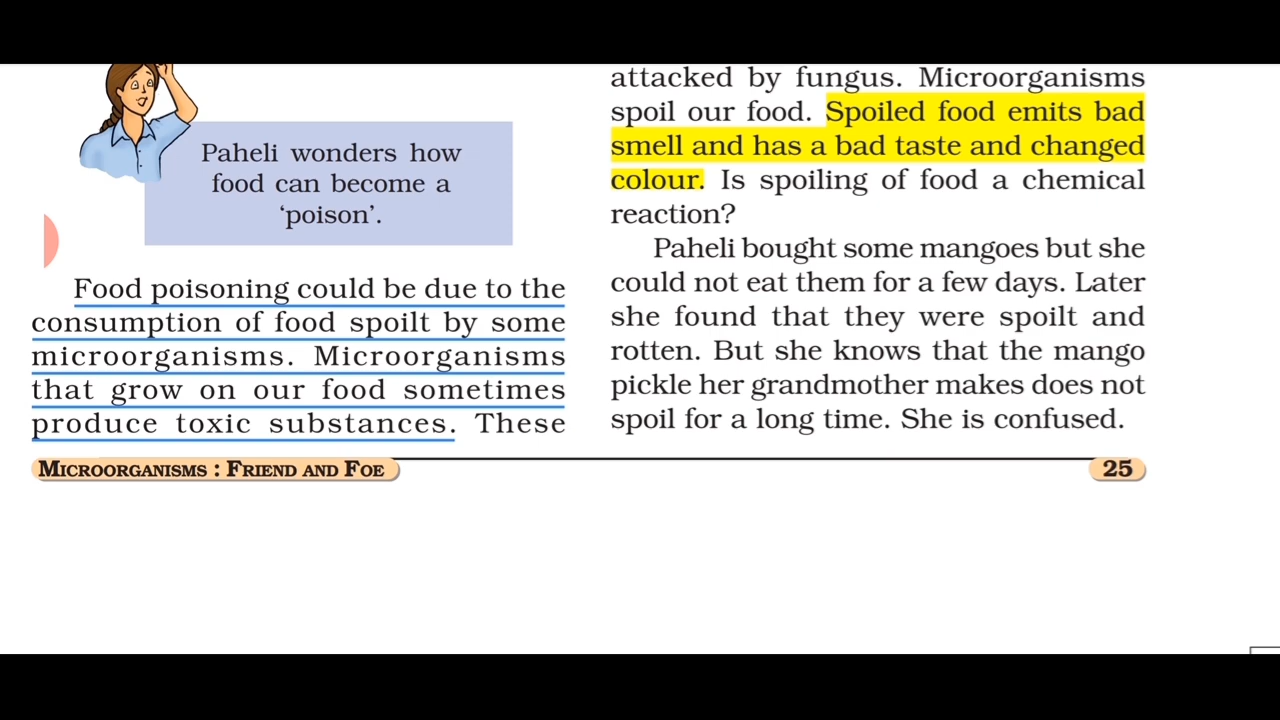 Paheli wonders how
food can become a
‘poison’.
Food poisoning could be due to the
consumption of food spoilt by some
microorganisms. Microorganisms
that grow on our food sometimes
produce toxic substances. These
attacked by fungus. Microorganisms
spoil our food. Spoiled food emits bad
smell and has a bad taste and changed
colour. Is spoiling of food a chemical
reaction?
Paheli bought some mangoes but she
could not eat them for a few days. Later
she found that they were spoilt and
rotten. But she knows that the mango
pickle her grandmother makes does not
spoil for a long time. She is confused.
MICROORGANISMS : FRIEND AND FOE
25